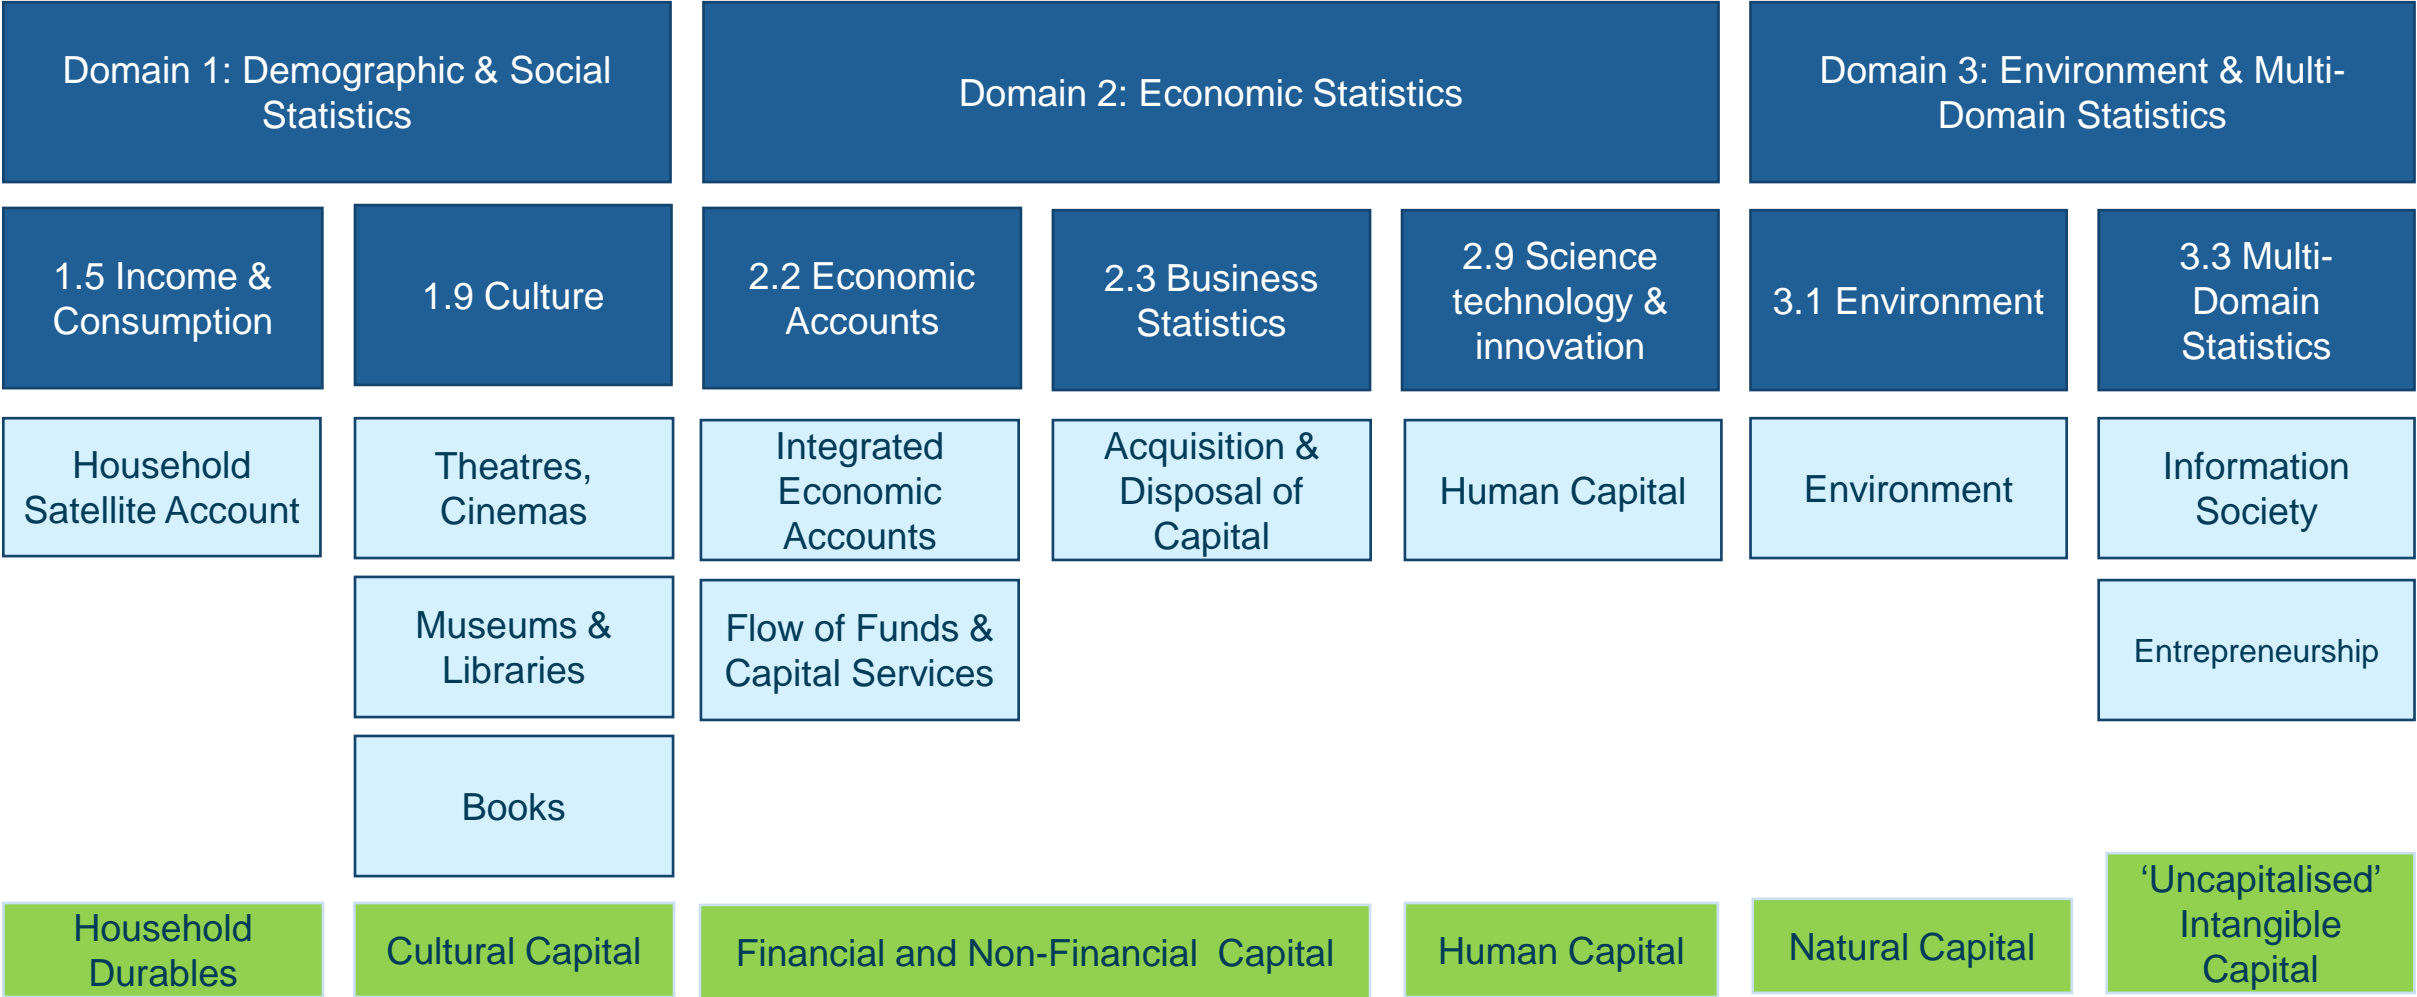 Domain 1: Demographic & Social
Statistics
Domain 2: Economic Statistics
Domain 3: Environment & Multi-
Domain Statistics
1.5 Income &
Consumption
1.9 Culture
2.2 Economic
Accounts
2.3 Business
Statistics
2.9 Science
technology &
innovation
3.1 Environment
3.3 Multi-
Domain
Statistics
Household
Satellite Account
Theatres,
Cinemas
Integrated
Economic
Accounts
Acquisition &
Disposal of
Capital
Human Capital
Environment
Information
Society
Museums &
Libraries
Flow of Funds &
Capital Services
Entrepreneurship
Books
Household
Durables
Cultural Capital
Financial and Non-Financial  Capital
Human Capital
Natural Capital
‘Uncapitalised’
Intangible
Capital